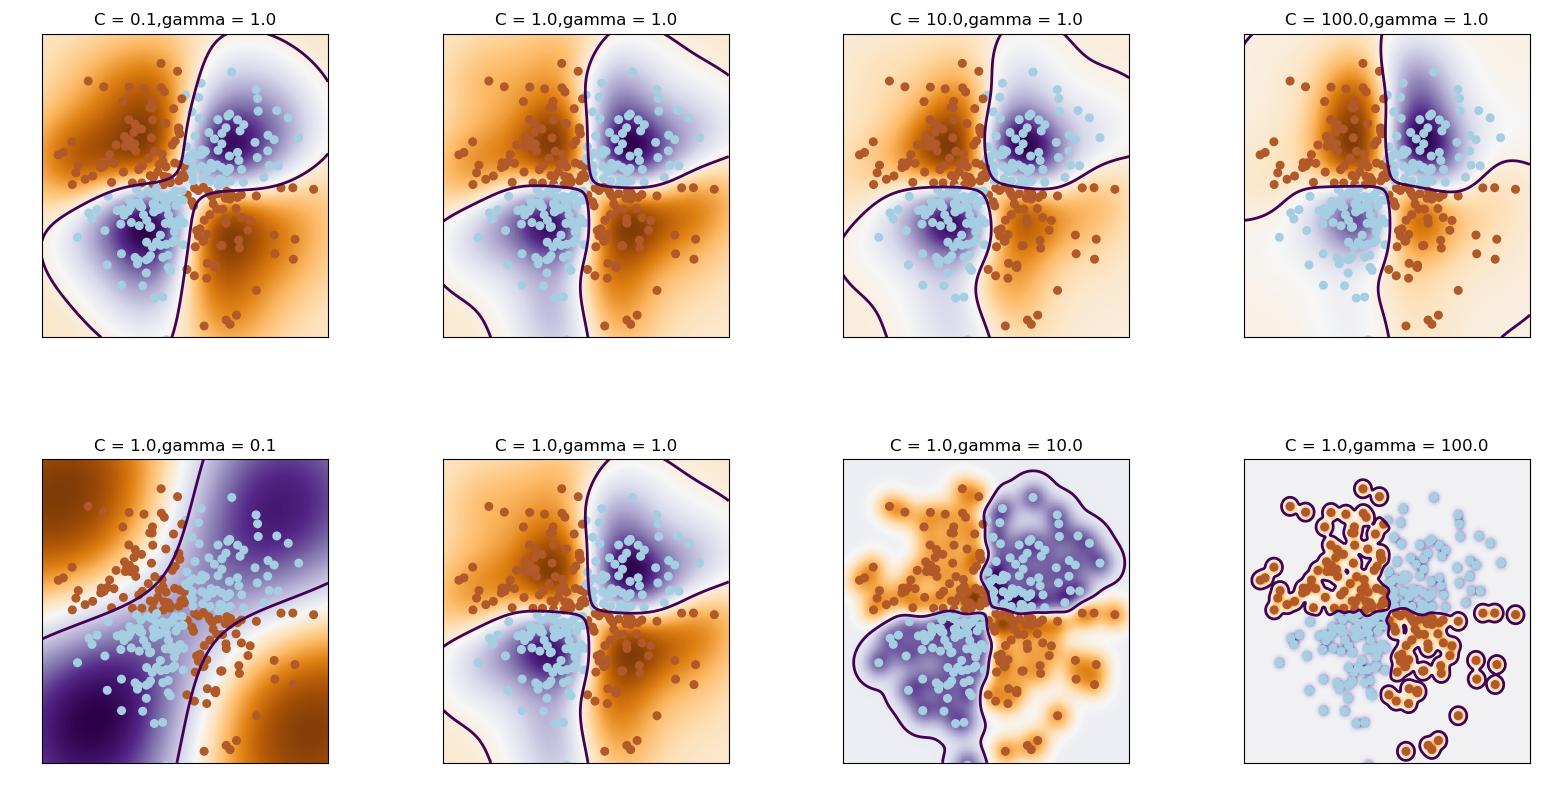 C = 0.1,gamma = 1.0
C = 1.0,gamma = 1.0
C = 10.0,gamma = 1.0
C = 100.0,gamma = 1.0
C = 1.0,gamma = 0.1
C = 1.0,gamma = 1.0
C = 1.0,gamma = 10.0
C = 1.0,gamma = 100.0